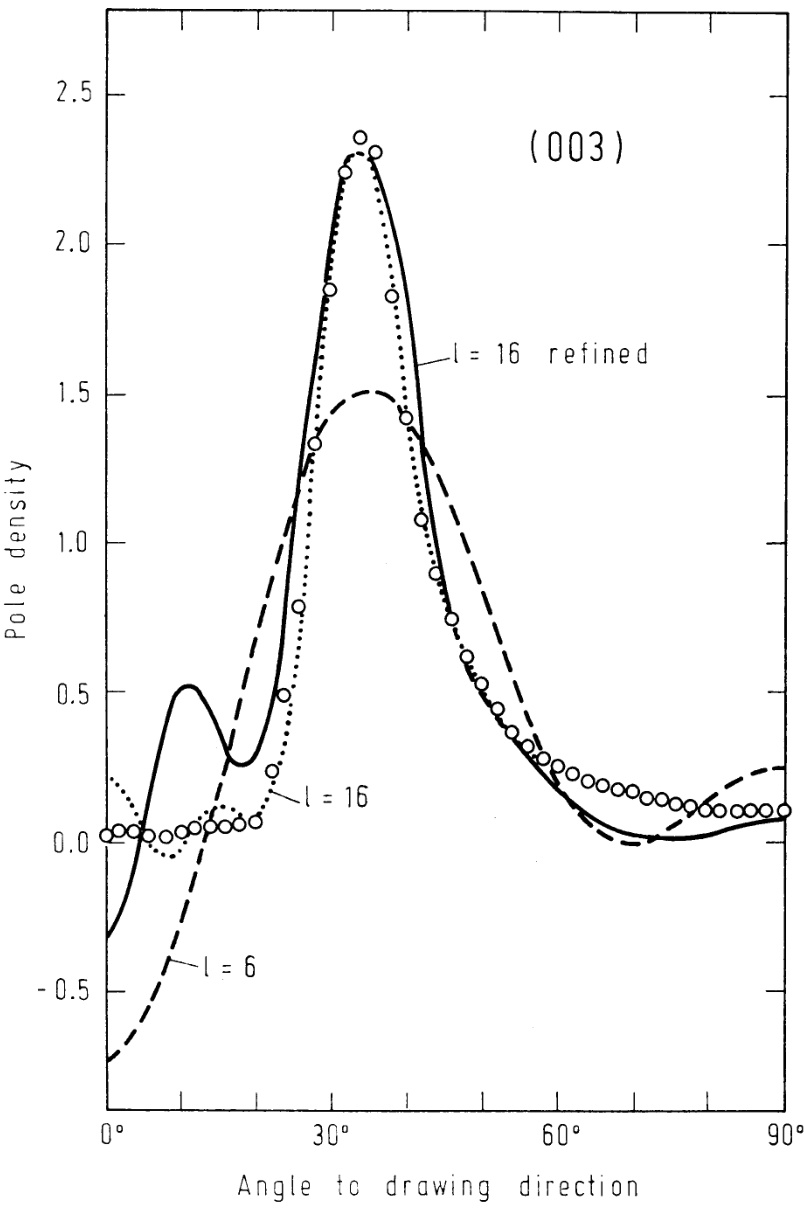 2.5
(003)
2.0
l = 16 refined
1.5
1.0
0.5
l = 16
0.0
l = 6
-0.5
Pole density
0° 30° 60° 90°
Angle to drawing direction